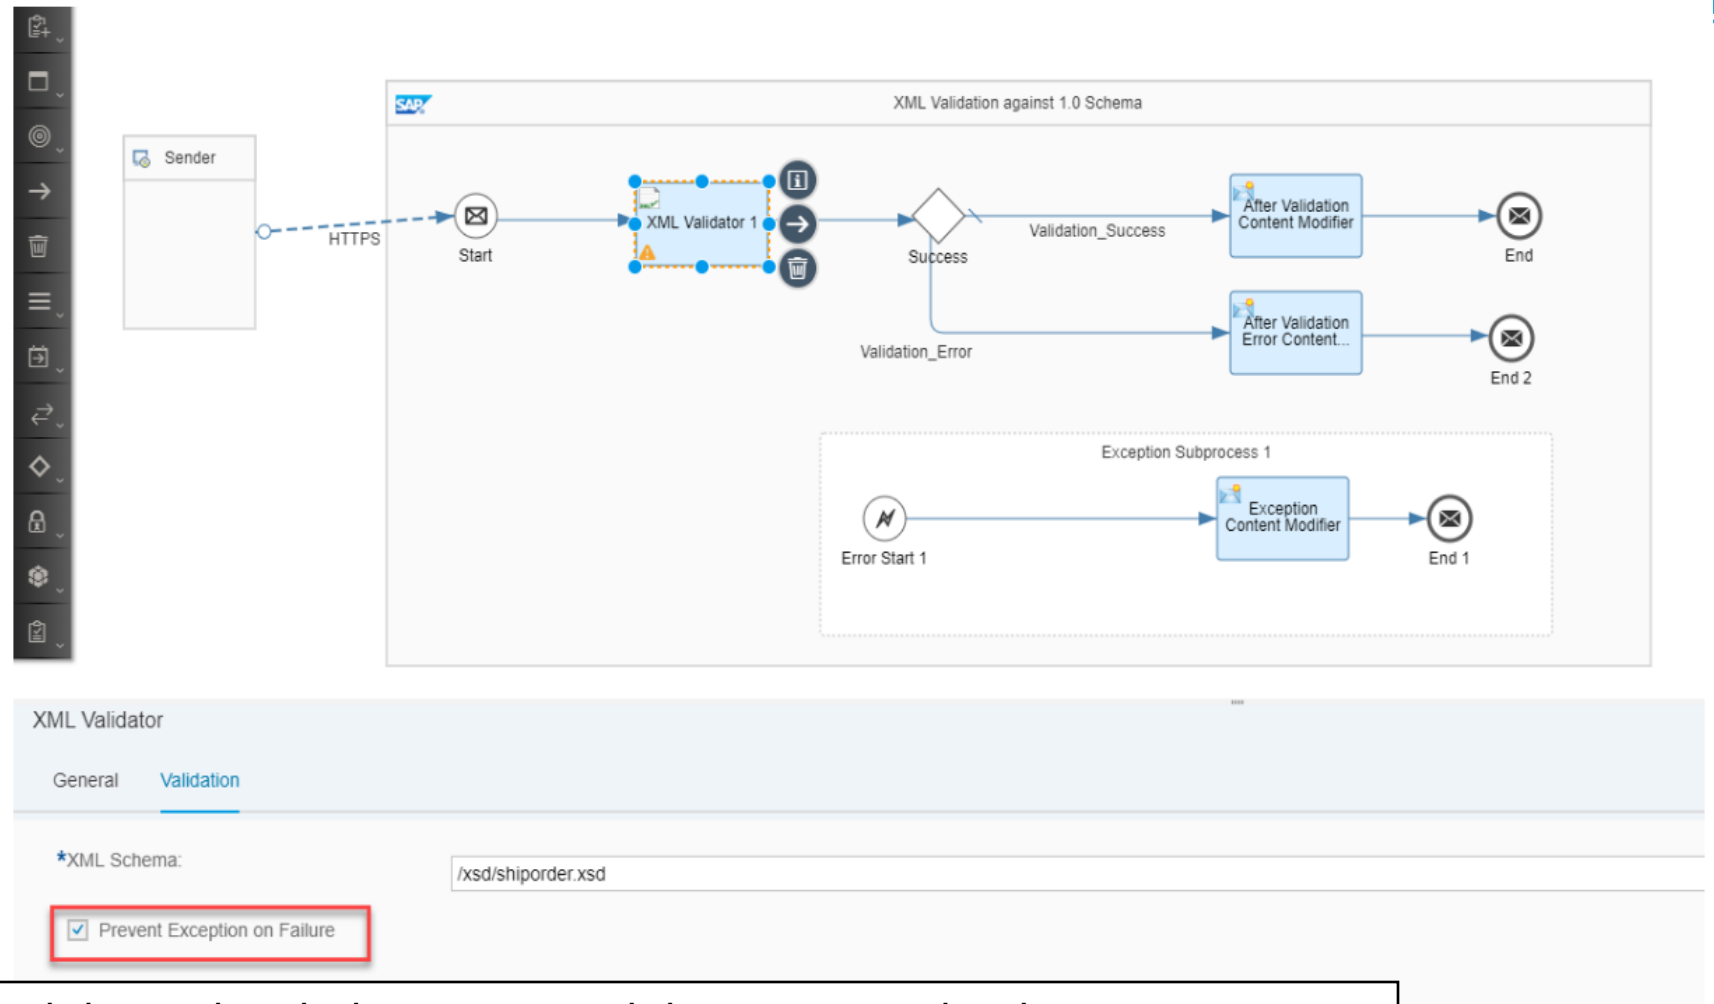 SAP
XML Validation against 1.0 Schema
Sender
HTTPS
Start
XML Validator 1
Success
Validation_Success
After Validation
Content Modifier
End
Validation_Error
After Validation
Error Content...
End 2
Exception Subprocess 1
Error Start 1
Exception
Content Modifier
End 1
XML Validator
General
Validation
*XML Schema:
/xsd/shiporder.xsd
Prevent Exception on Failure